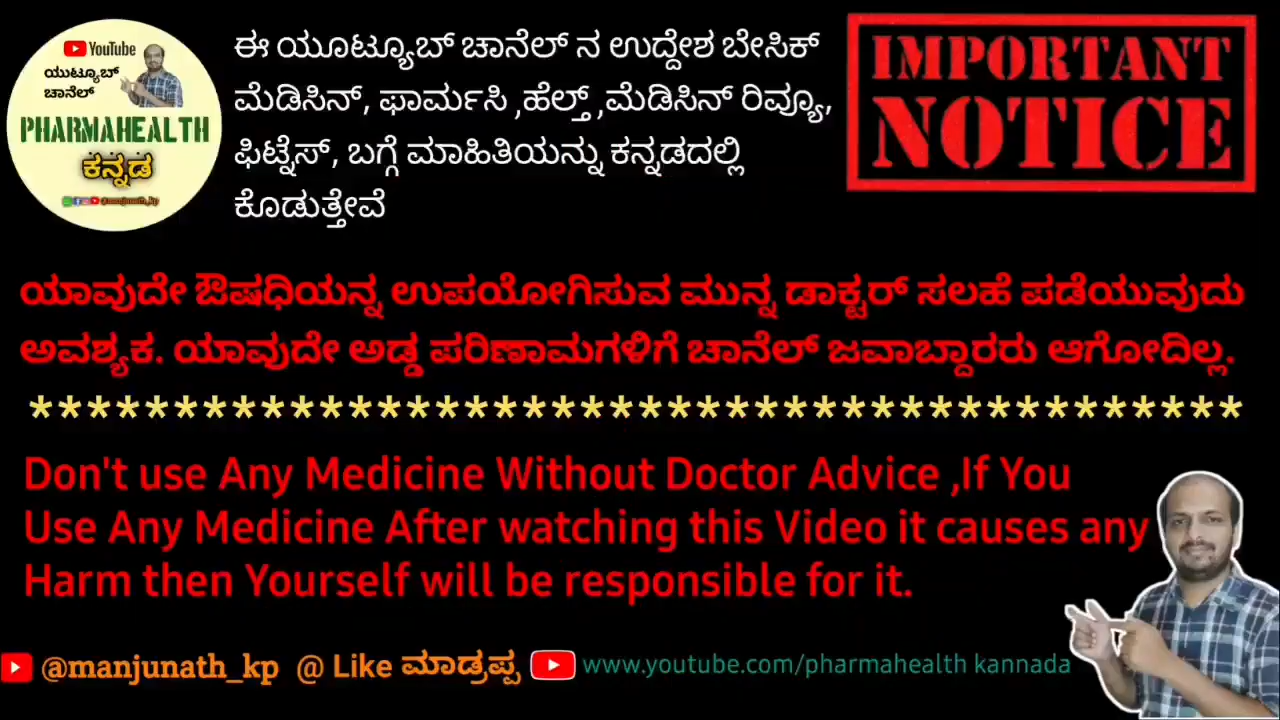 YouTube
ಯುಟ್ಯೂಬ್
ಚಾನೆಲ್
PHARMAHEALTH
ಕನ್ನಡ
@manjunath_kp
ಈ ಯೂಟ್ಯೂಬ್ ಚಾನೆಲ್ ನ ಉದ್ದೇಶ ಬೇಸಿಕ್
ಮೆಡಿಸಿನ್, ಫಾರ್ಮಸಿ ,ಹೆಲ್ತ್ ,ಮೆಡಿಸಿನ್ ರಿವ್ಯೂ,
ಫಿಟ್ನೆಸ್, ಬಗ್ಗೆ ಮಾಹಿತಿಯನ್ನು ಕನ್ನಡದಲ್ಲಿ
ಕೊಡುತ್ತೇವೆ
IMPORTANT
NOTICE
ಯಾವುದೇ ಔಷಧಿಯನ್ನ ಉಪಯೋಗಿಸುವ ಮುನ್ನ ಡಾಕ್ಟರ್ ಸಲಹೆ ಪಡೆಯುವುದು
ಅವಶ್ಯಕ. ಯಾವುದೇ ಅಡ್ಡ ಪರಿಣಾಮಗಳಿಗೆ ಚಾನೆಲ್ ಜವಾಬ್ದಾರರು ಆಗೋದಿಲ್ಲ.
******************************************
Don't use Any Medicine Without Doctor Advice ,If You
Use Any Medicine After watching this Video it causes any
Harm then Yourself will be responsible for it.
@manjunath_kp @ Like ಮಾಡ್ರಪ್ಪ www.youtube.com/pharmahealth kannada